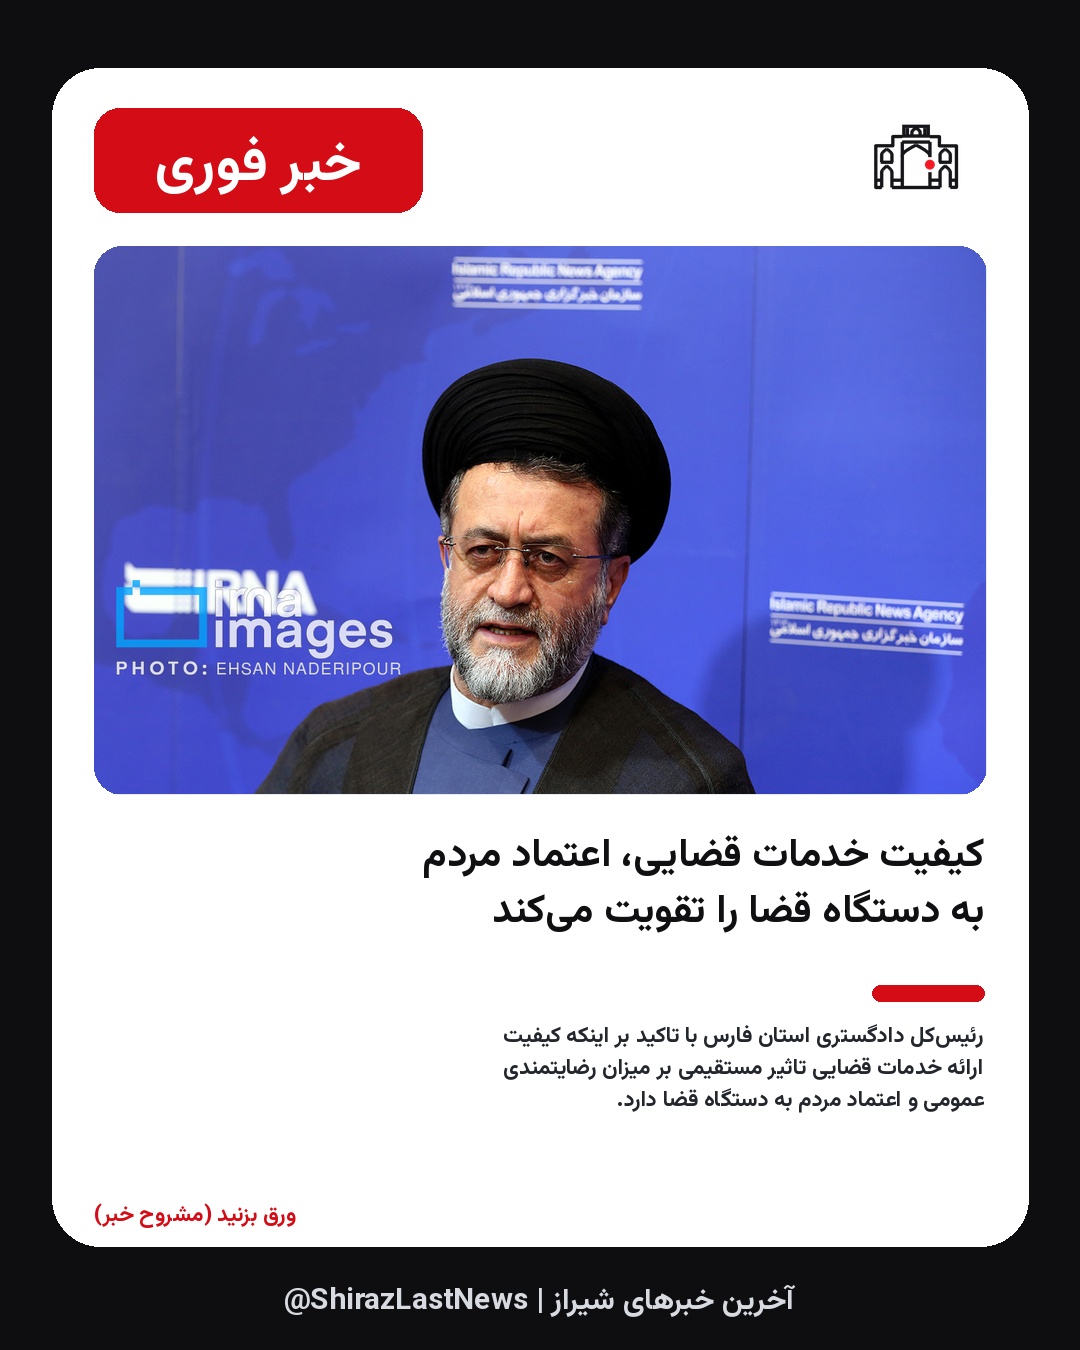 خبر فوری
Islamic Republic News Agency
سازمان خبرگزاری جمهوری اسلامی
IRNA
irna
images
PHOTO: EHSAN NADERIPOUR
Islamic Republic News Agency
سازمان خبرگزاری جمهوری اسلامی
کیفیت خدمات قضایی، اعتماد مردم
به دستگاه قضا را تقویت می‌کند
رئیس‌کل دادگستری استان فارس با تاکید بر اینکه کیفیت
ارائه خدمات قضایی تاثیر مستقیمی بر میزان رضایتمندی
عمومی و اعتماد مردم به دستگاه قضا دارد.
ورق بزنید (مشروح خبر)
آخرین خبرهای شیراز | @ShirazLastNews